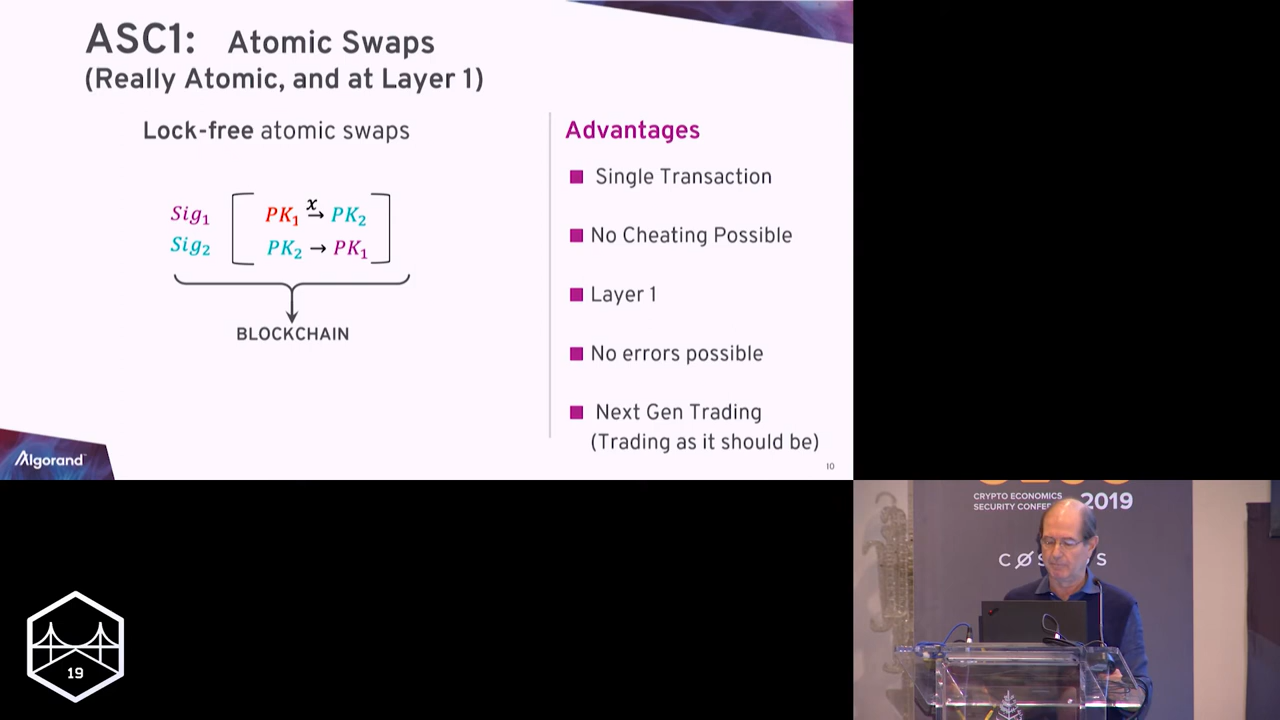 ASC1: Atomic Swaps
(Really Atomic, and at Layer 1)
Lock-free atomic swaps
Sig₁ PK₁ x→ PK₂
Sig₂ PK₂ → PK₁
BLOCKCHAIN
Advantages
Single Transaction
No Cheating Possible
Layer 1
No errors possible
Next Gen Trading
(Trading as it should be)
Algorand
10
CRYPTO ECONOMICS
2019
19